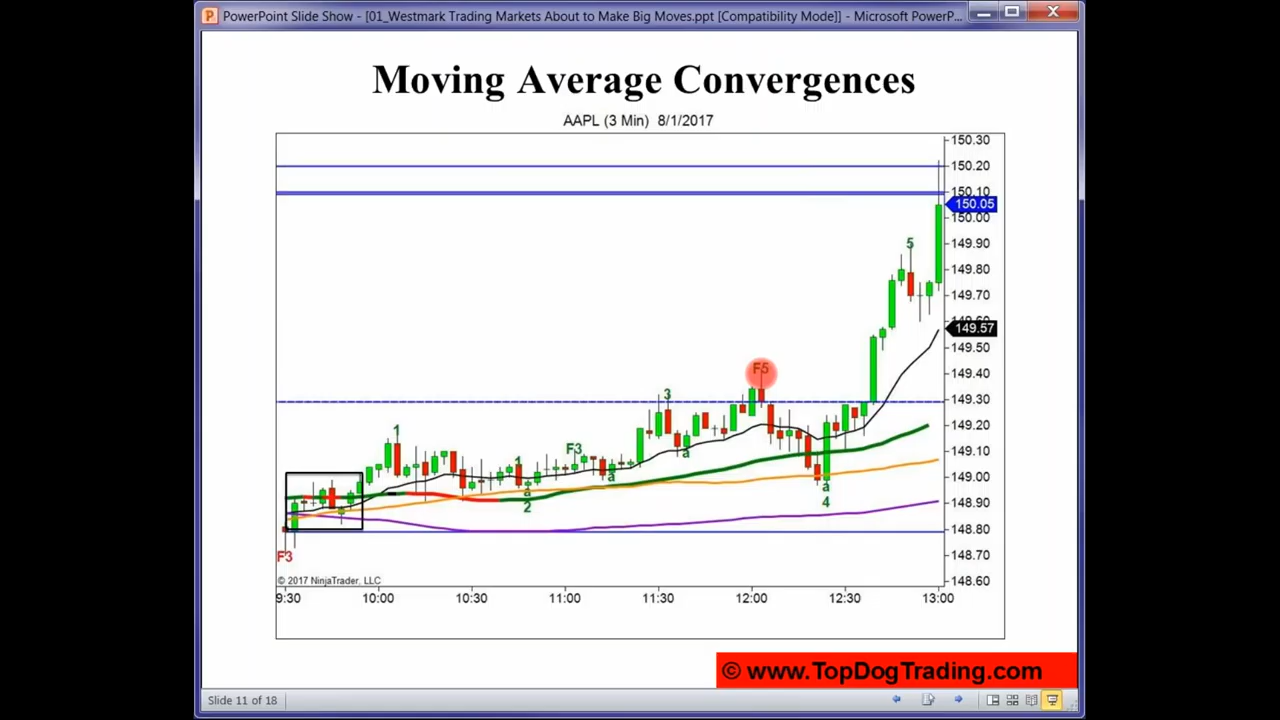 PowerPoint Slide Show - [01_Westmark Trading Markets About to Make Big Moves.ppt [Compatibility Mode]] - Microsoft PowerP...
Moving Average Convergences
AAPL (3 Min) 8/1/2017
150.30
150.20
150.10
150.05
150.00
149.90
5
149.80
149.70
149.60
149.57
149.50
149.40
F5
149.30
3
149.20
1
149.10
F3
a
149.00
1
a
a
a
148.90
2
4
148.80
148.70
F3
148.60
© 2017 NinjaTrader, LLC
9:30 10:00 10:30 11:00 11:30 12:00 12:30 13:00
© www.TopDogTrading.com
Slide 11 of 18